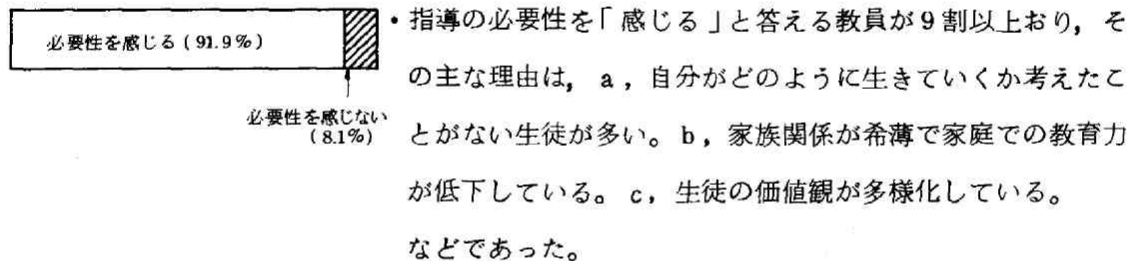 必要性を感じる(91.9%)
必要性を感じない
(8.1%)
・指導の必要性を「感じる」と答える教員が9割以上おり,そ
の主な理由は,a,自分がどのように生きていくか考えたこ
とがない生徒が多い。b,家族関係が希薄で家庭での教育力
が低下している。c,生徒の価値観が多様化している。
などであった。